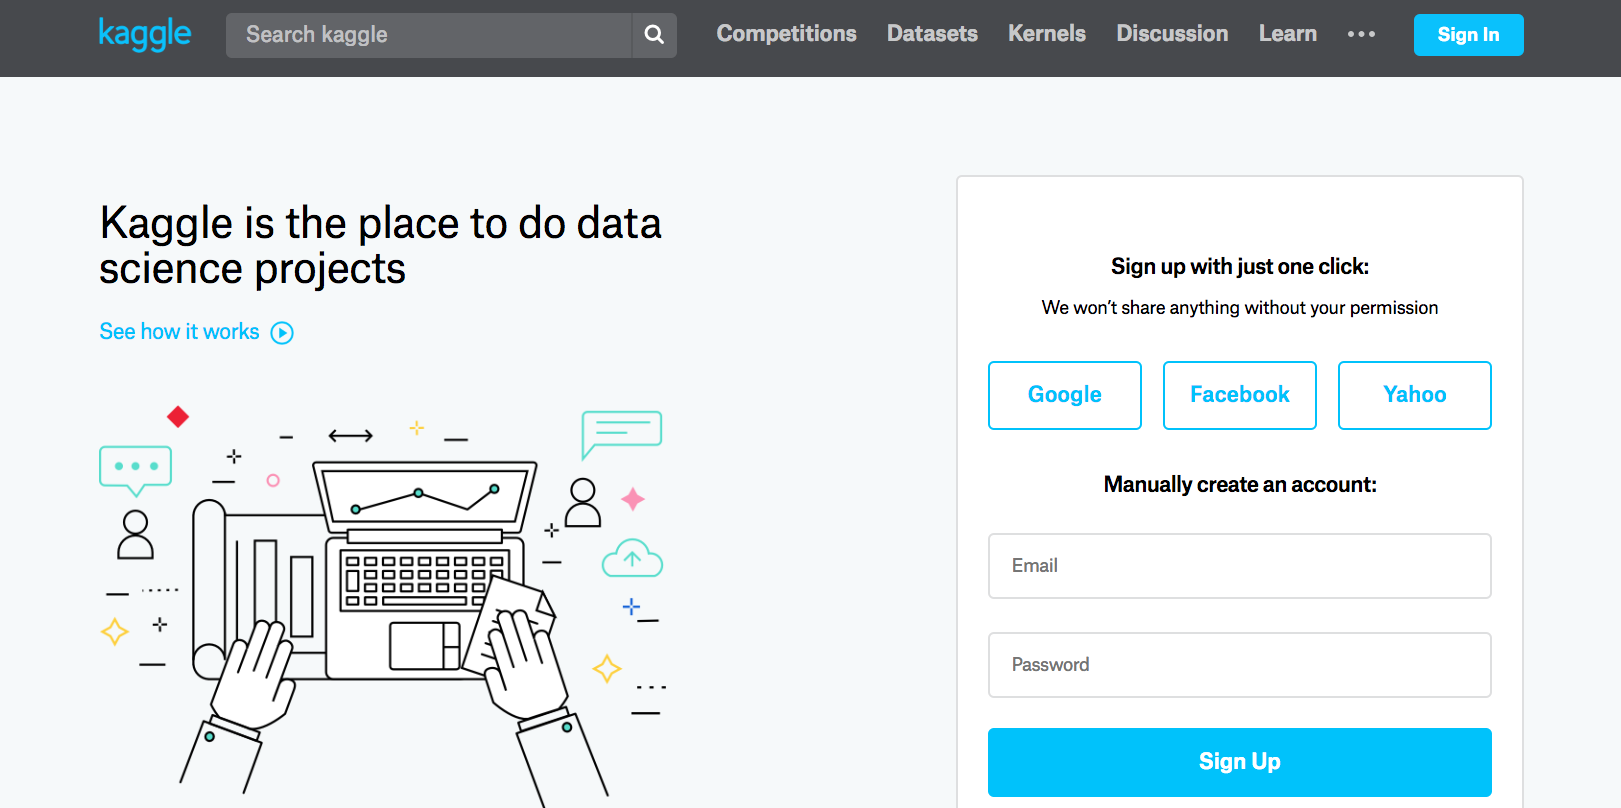 kaggle
Search kaggle
Competitions
Datasets
Kernels
Discussion
Learn
Sign In
Kaggle is the place to do data
science projects
See how it works
Sign up with just one click:
We won’t share anything without your permission
Google
Facebook
Yahoo
Manually create an account:
Email
Password
Sign Up